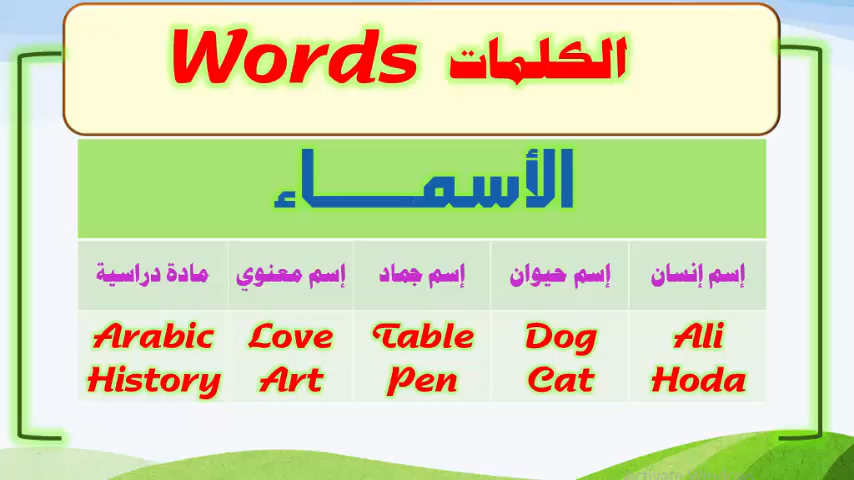 Words الكلمات
الأسمـــــاء
إسم إنسان إسم حيوان إسم جماد إسم معنوي مادة دراسية
Ali Dog Table Love Arabic
Hoda Cat Pen Art History